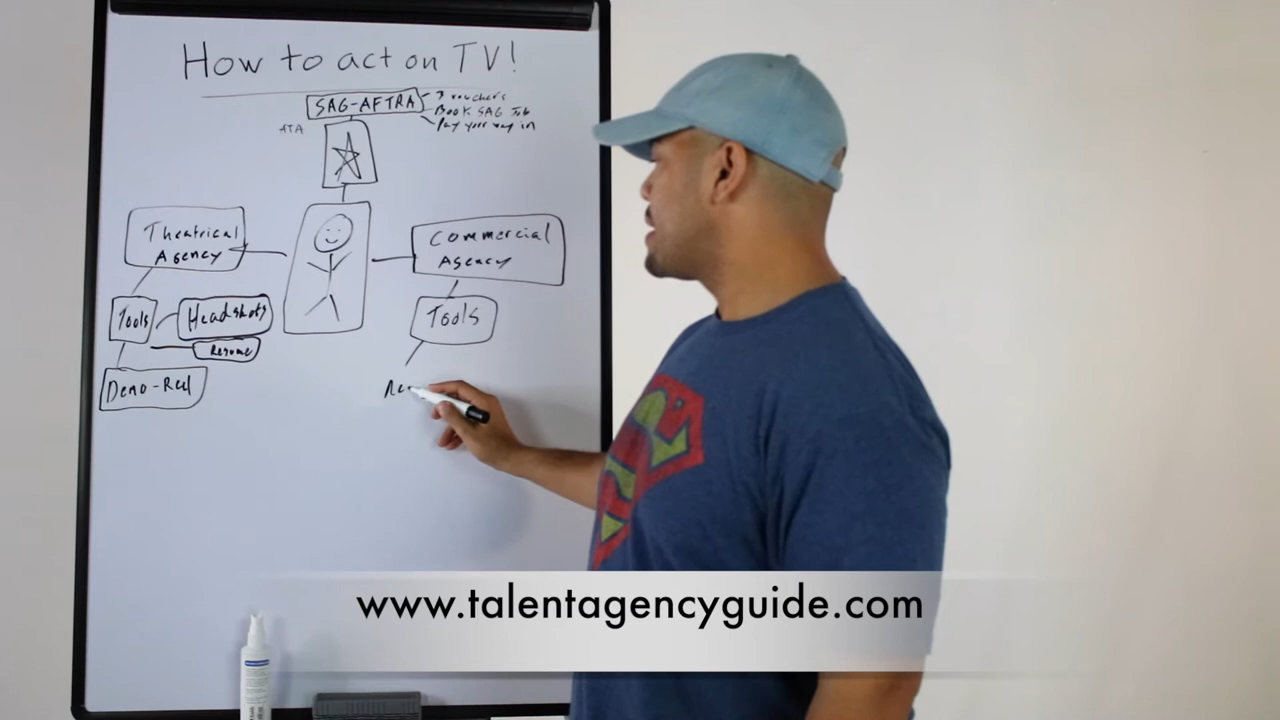 How to act on TV!
SAG-AFTRA
3 vouchers
Book SAG Job
Pay your way in
ATA
Theatrical
Agency
Commercial
Agency
Tools
Headshots
Resume
Demo-Reel
Tools
www.talentagencyguide.com